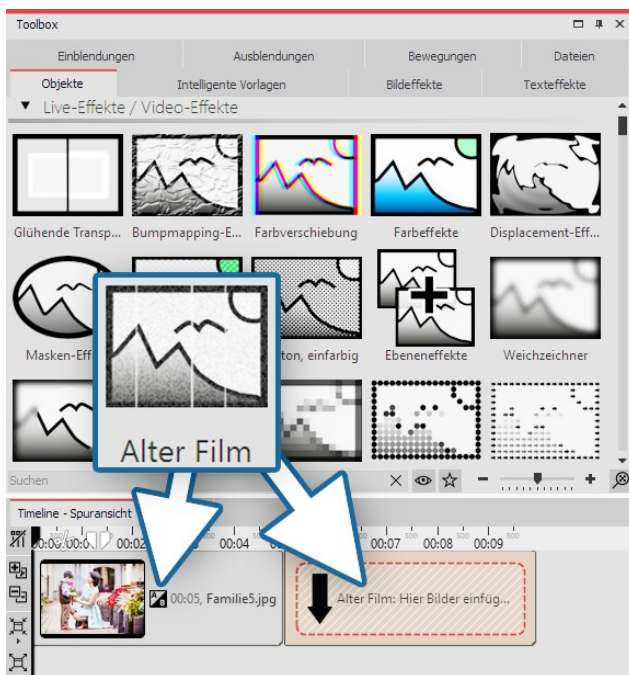 Toolbox
Einblendungen Ausblendungen Bewegungen Dateien
Objekte Intelligente Vorlagen Bildeffekte Texteffekte
Live-Effekte / Video-Effekte
Glühende Transp... Bumpmapping-E... Farbverschiebung Farbeffekte Displacement-Eff...
Masken-Eff ton, einfarbig Ebeneneffekte Weichzeichner
Alter Film
Suchen
Timeline - Spuransicht
00:02 00:04 00:07 00:08 00:09
00:05, Familie5.jpg
Alter Film: Hier Bilder einfüg...